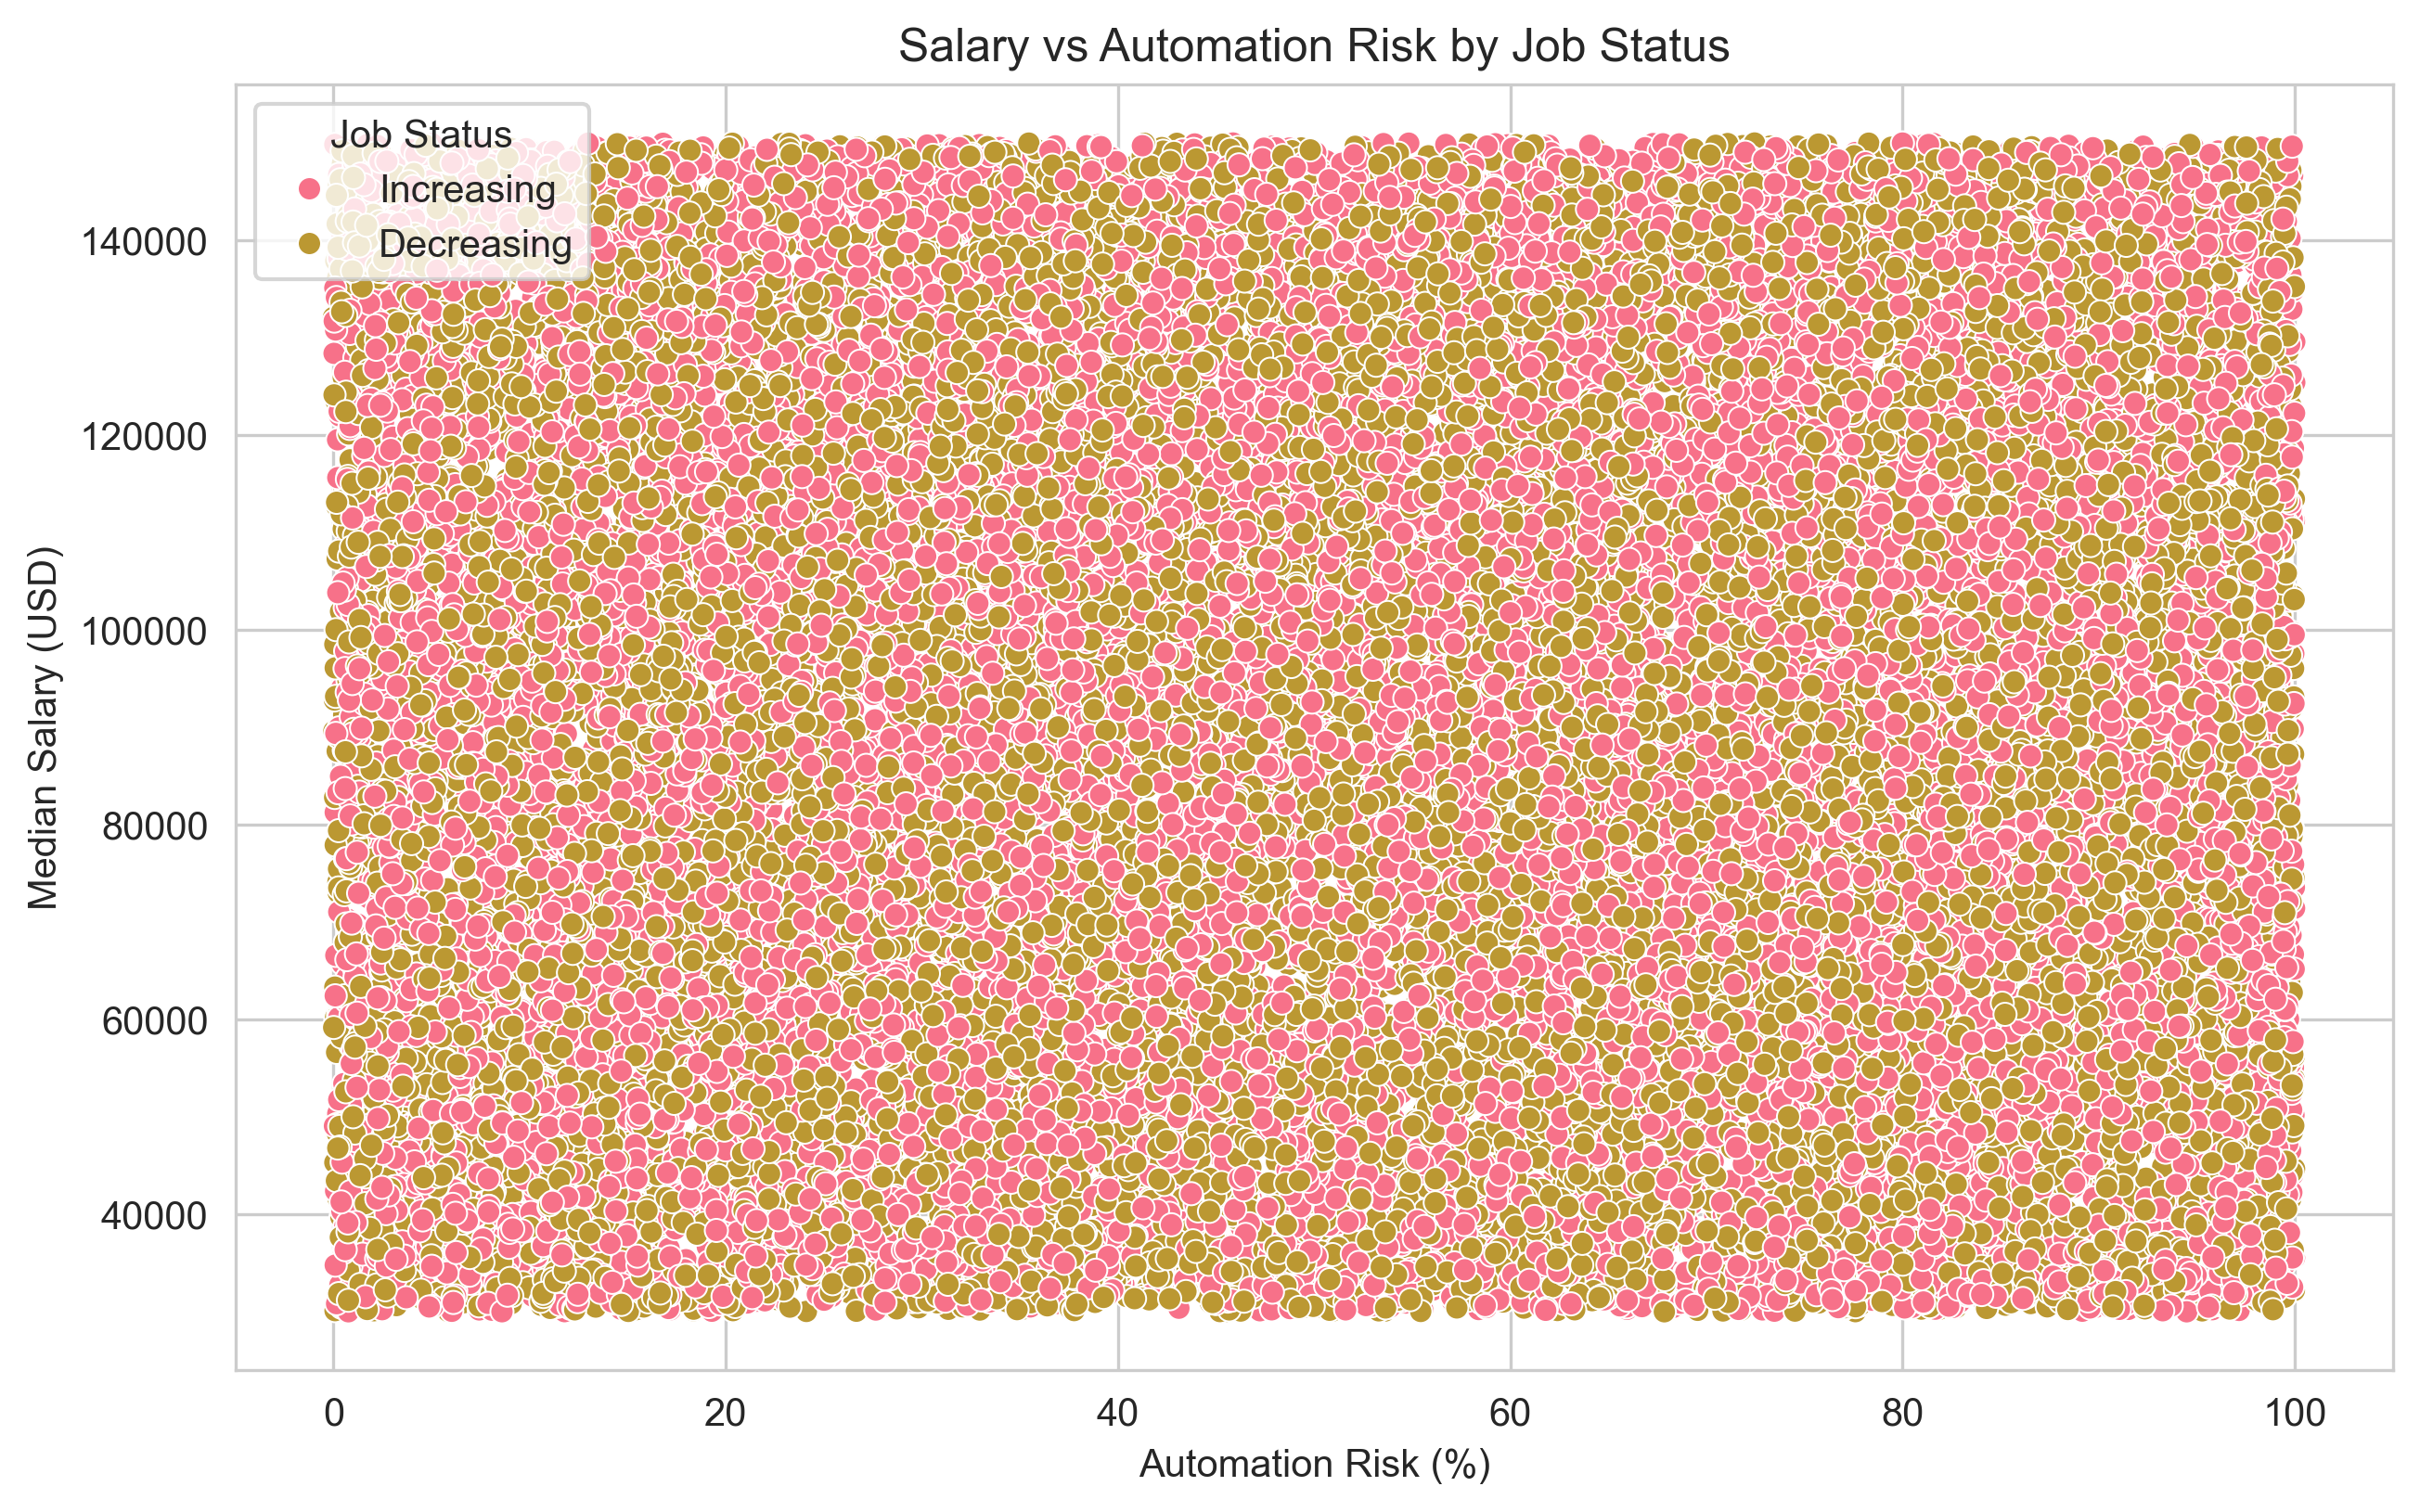 Salary vs Automation Risk by Job Status
Job Status
Increasing
Decreasing
Median Salary (USD)
140000
120000
100000
80000
60000
40000
0 20 40 60 80 100
Automation Risk (%)